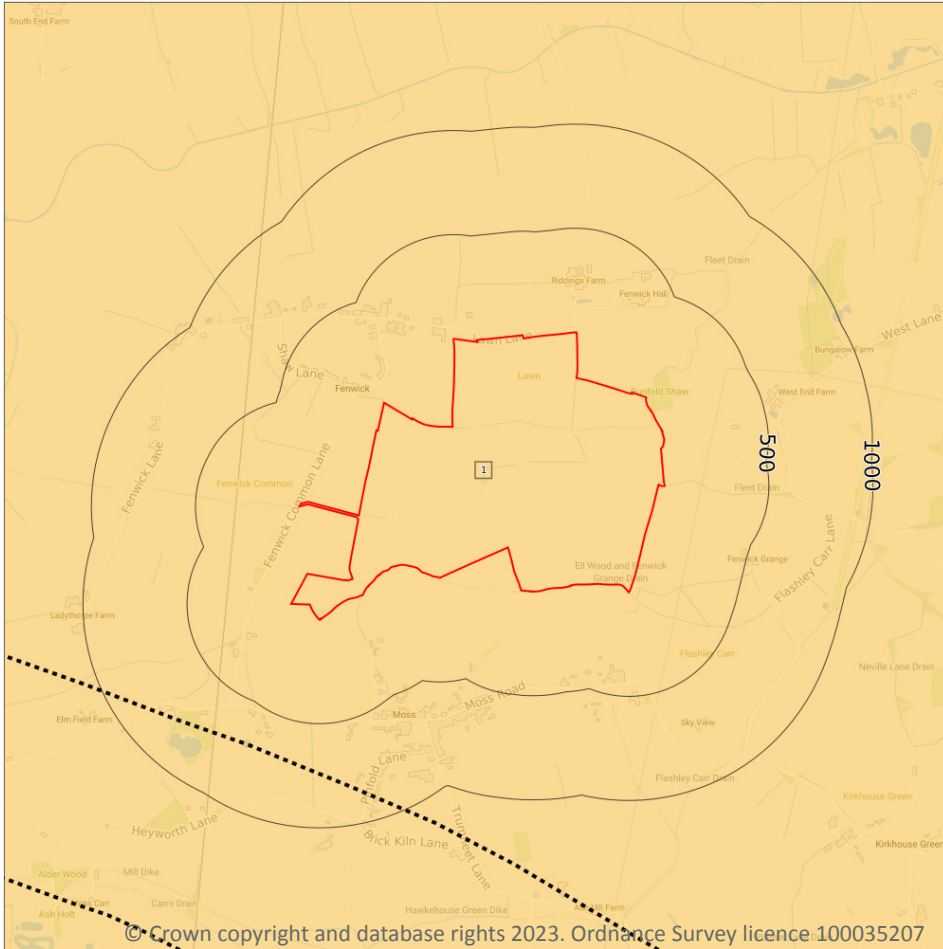 South End Farm
Fleet Drain
Riddings Farm
Fenwick Hall
West Lane
Lawn Lane
Bungalow Farm
Shaw Lane
Lawn
Fenwick
Bunfold Shaw
West End Farm
Fenwick Lane
Fenwick Common Lane
500
1000
1
Fenwick Common
Fleet Drain
Flashley Carr Lane
Fenwick Grange
Ell Wood and Fenwick
Grange Drain
Ladythorpe Farm
Flashley Carr
Neville Lane Drain
Moss Road
Elm Field Farm
Moss
Sky View
Pinfold Lane
Flashley Carr Drain
Kirkhouse Green
Heyworth Lane
Trumfleet Lane
Brick Kiln Lane
Kirkhouse Green
Alder Wood
Mill Dike
Moss Carr
Carrs Drain
Ash Holt
Hawkehouse Green Dike
Mill Farm
© Crown copyright and database rights 2023. Ordnance Survey licence 100035207